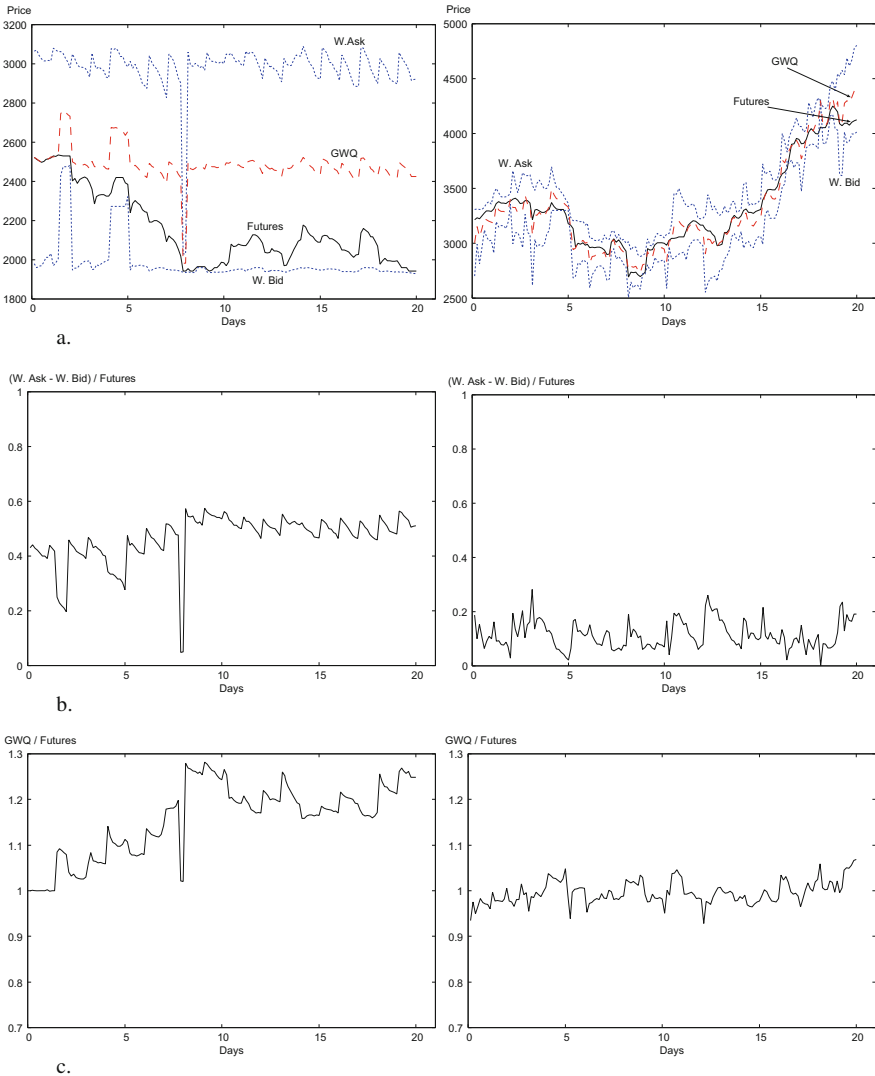 Price
3200
3000
2800
2600
2400
2200
2000
1800
W.Ask
GWQ
Futures
W. Bid
0 5 10 15 20
Days
Price
5000
4500
4000
3500
3000
2500
GWQ
Futures
W. Ask
W. Bid
0 5 10 15 20
Days
a.
(W. Ask - W. Bid) / Futures
1
0.8
0.6
0.4
0.2
0
0 5 10 15 20
Days
(W. Ask - W. Bid) / Futures
1
0.8
0.6
0.4
0.2
0
0 5 10 15 20
Days
b.
GWQ / Futures
1.3
1.2
1.1
1
0.9
0.8
0.7
0 5 10 15 20
Days
GWQ / Futures
1.3
1.2
1.1
1
0.9
0.8
0.7
0 5 10 15 20
Days
c.